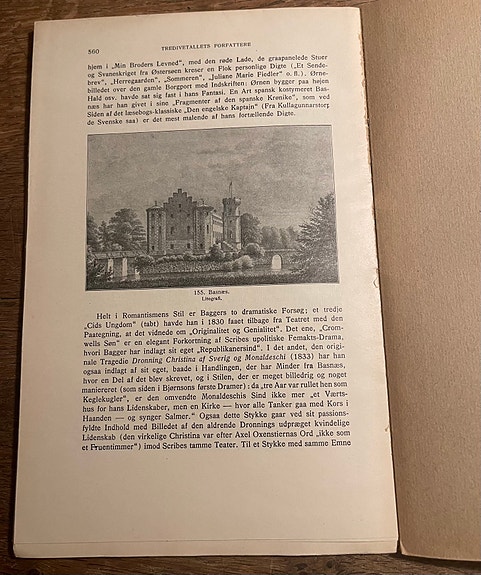 560
TREDIVETALLETS FORFATTERE
hjem i „Min Broders Levned", med den røde Lade, de graapanelede Stuer
og Svaneskriget fra Østersøen kreser en Flok personlige Digte („Et Sende-
brev", „Herregaarden", „Sommeren", „Juliane Marie Fiedler" o. fl.). Ørne-
billedet over den gamle Borgport med Indskriften: Ørnen bygger paa højen
Hald osv, havde sat sig fast i hans Fantasi. En Art spansk kostymeret Bas-
næs har han givet i sine „Fragmenter af den spanske Krønike", som ved
Siden af det læsebogs-klassiske „Den engelske Kaptajn" (Fra Kullagunnarstorp
de Svenske saa) er det mest malende af hans fortællende Digte.
155. Basnæs.
Litografi.
Helt i Romantismens Stil er Baggers to dramatiske Forsøg; et tredje
„Cids Ungdom" (tabt) havde han i 1830 faaet tilbage fra Teatret med den
Paategning, at det vidnede om „Originalitet og Genialitet". Det ene, „Crom-
wells Søn" er en elegant Forkortning af Scribes upolitiske Femakts-Drama,
hvori Bagger har indlagt sit eget „Republikanersind". I det andet, den origi-
nale Tragedie Dronning Christina af Sverig og Monaldeschi (1833) har han
ogsaa indlagt af sit eget, baade i Handlingen, der har Minder fra Basnæs,
hvor en Del af det blev skrevet, og i Stilen, der er meget billedrig og noget
maniereret (som siden i Bjørnsons første Dramer): da „tre Aar var rullet hen som
Keglekugler", er den omvendte Monaldeschis Sind ikke mer „et Værts-
hus for hans Lidenskaber, men en Kirke — hvor alle Tanker gaa med Kors i
Haanden — og synger Salmer." Ogsaa dette Stykke gaar ved sit passions-
fyldte Indhold med Billedet af den aldrende Dronnings udpræget kvindelige
Lidenskab (den virkelige Christina var efter Axel Oxenstiernas Ord „ikke som
et Fruentimmer") imod Scribes tamme Teater. Til et Stykke med samme Emne